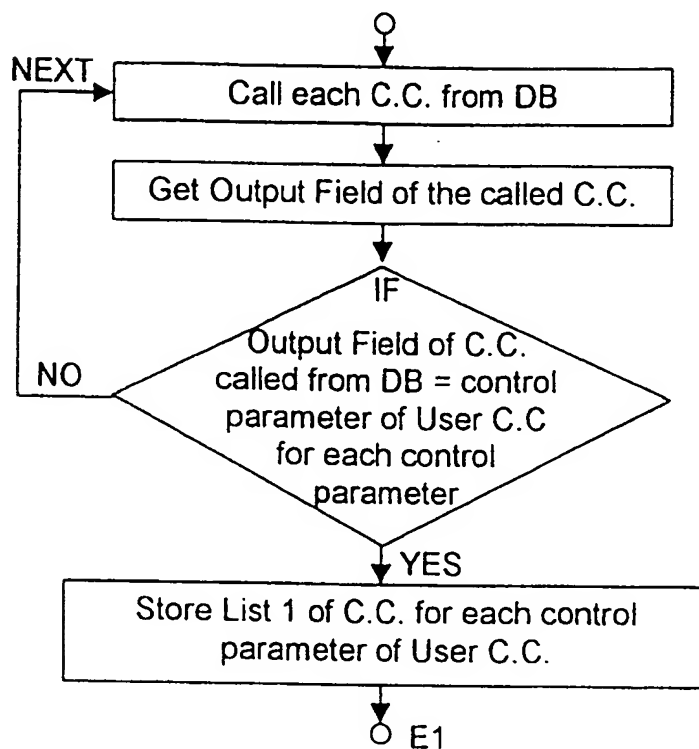 NEXT
Call each C.C. from DB
Get Output Field of the called C.C.
IF
Output Field of C.C.
called from DB = control
parameter of User C.C
for each control
parameter
NO
YES
Store List 1 of C.C. for each control
parameter of User C.C.
E1